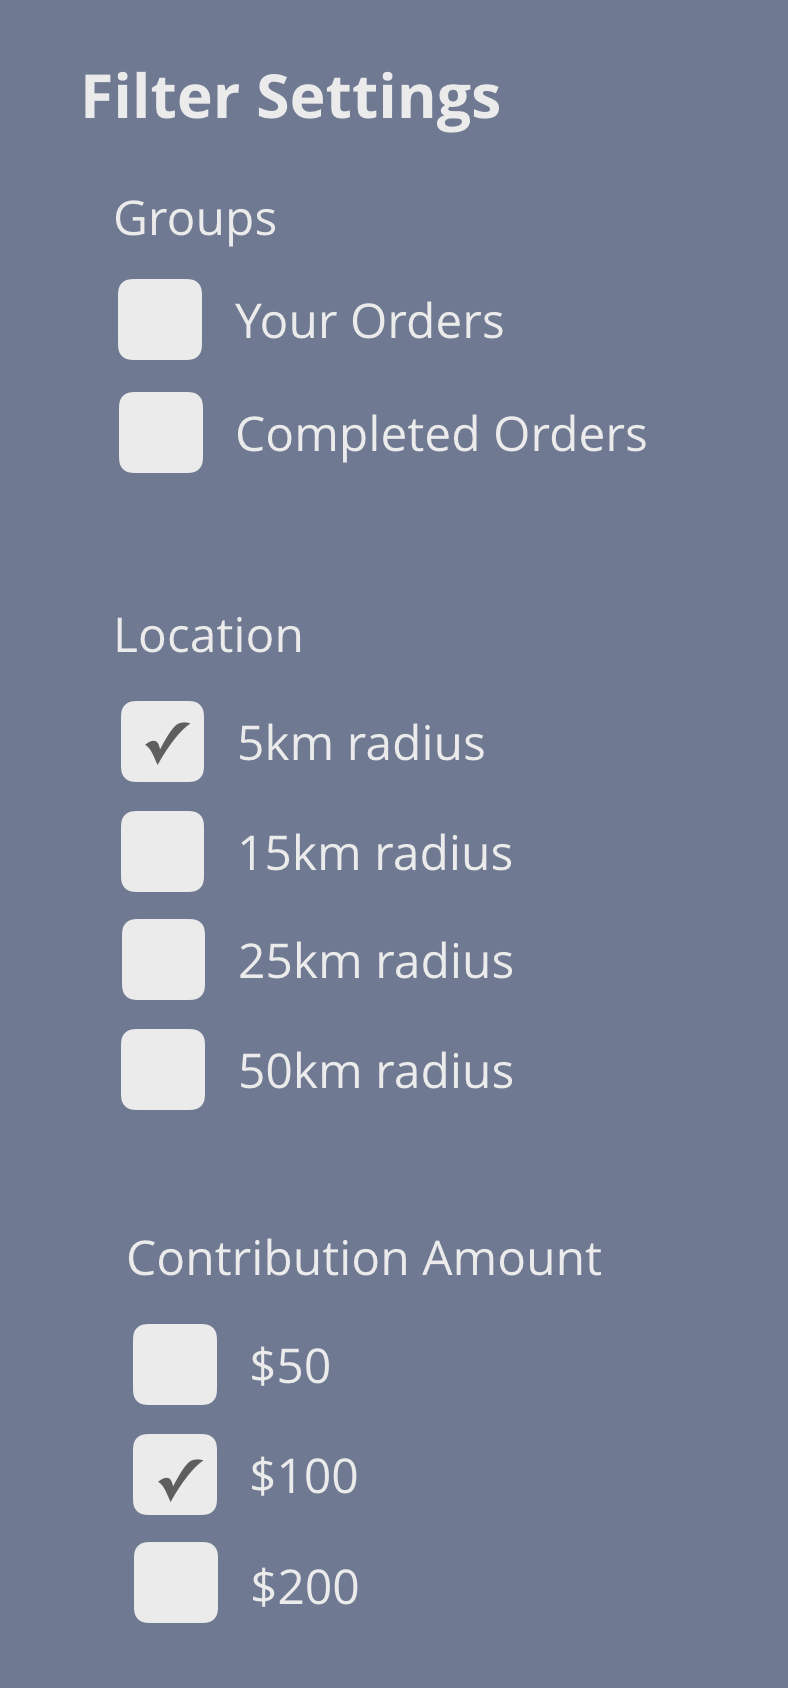 Filter Settings
Groups
Your Orders
Completed Orders
Location
5km radius
15km radius
25km radius
50km radius
Contribution Amount
$50
$100
$200